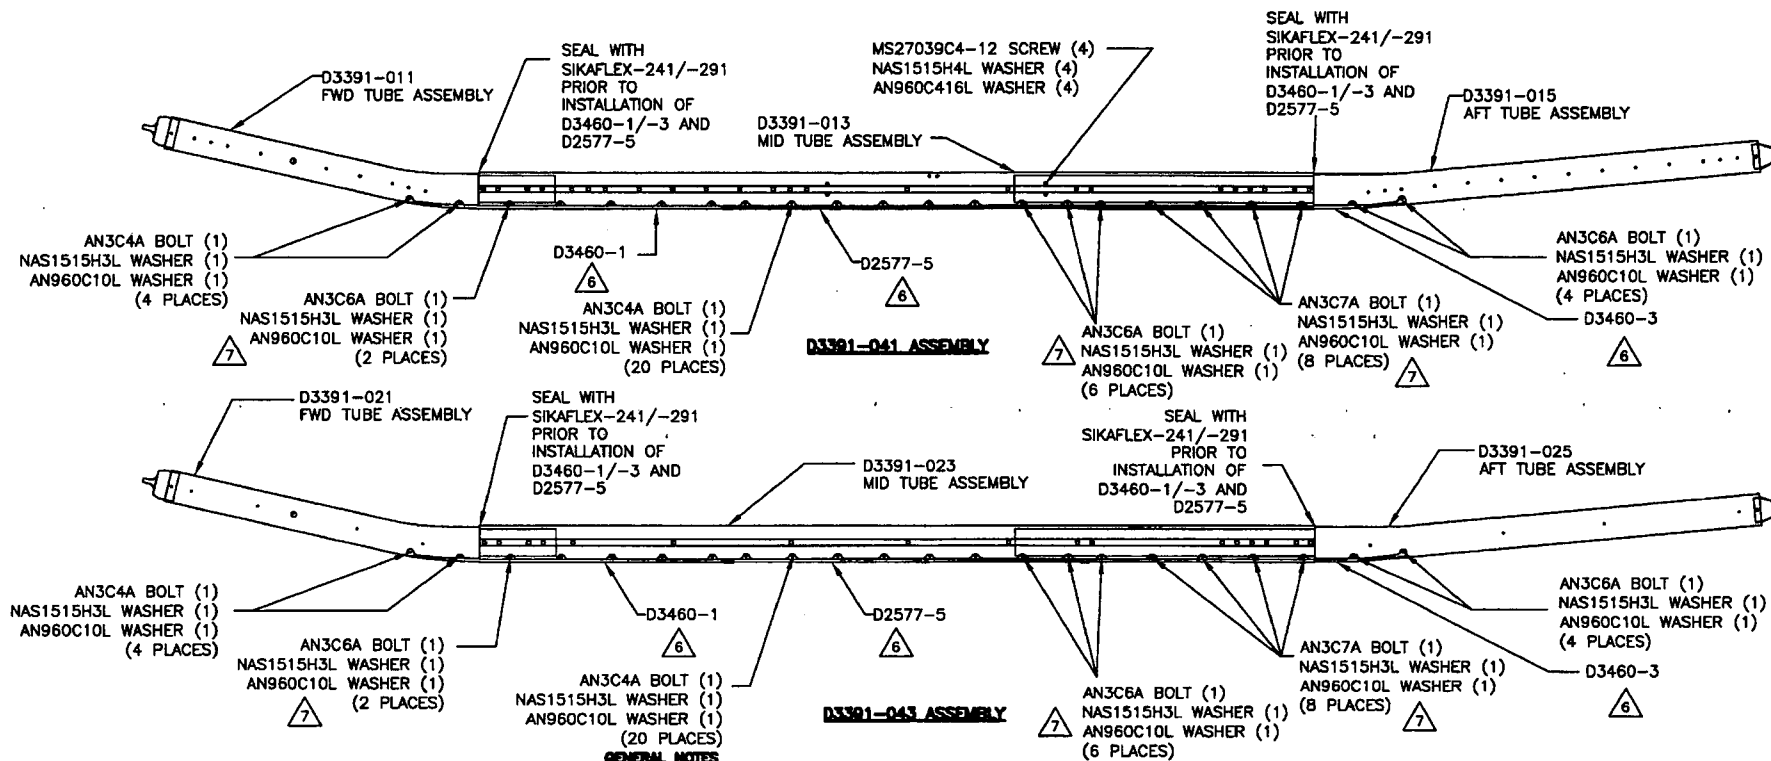 D3391-011
FWD TUBE ASSEMBLY
SEAL WITH
SIKAFLEX-241/-291
PRIOR TO
INSTALLATION OF
D3460-1/-3 AND
D2577-5
MS27039C4-12 SCREW (4)
NAS1515H4L WASHER (4)
AN960C416L WASHER (4)
D3391-013
MID TUBE ASSEMBLY
SEAL WITH
SIKAFLEX-241/-291
PRIOR TO
INSTALLATION OF
D3460-1/-3 AND
D2577-5
D3391-015
AFT TUBE ASSEMBLY
AN3C4A BOLT (1)
NAS1515H3L WASHER (1)
AN960C10L WASHER (1)
(4 PLACES)
7
AN3C6A BOLT (1)
NAS1515H3L WASHER (1)
AN960C10L WASHER (1)
(2 PLACES)
D3460-1
6
AN3C4A BOLT (1)
NAS1515H3L WASHER (1)
AN960C10L WASHER (1)
(20 PLACES)
D2577-5
6
D3391-041 ASSEMBLY
7
AN3C6A BOLT (1)
NAS1515H3L WASHER (1)
AN960C10L WASHER (1)
(6 PLACES)
AN3C7A BOLT (1)
NAS1515H3L WASHER (1)
AN960C10L WASHER (1)
(8 PLACES)
7
AN3C6A BOLT (1)
NAS1515H3L WASHER (1)
AN960C10L WASHER (1)
(4 PLACES)
D3460-3
6
D3391-021
FWD TUBE ASSEMBLY
SEAL WITH
SIKAFLEX-241/-291
PRIOR TO
INSTALLATION OF
D3460-1/-3 AND
D2577-5
D3391-023
MID TUBE ASSEMBLY
SEAL WITH
SIKAFLEX-241/-291
PRIOR TO
INSTALLATION OF
D3460-1/-3 AND
D2577-5
D3391-025
AFT TUBE ASSEMBLY
AN3C4A BOLT (1)
NAS1515H3L WASHER (1)
AN960C10L WASHER (1)
(4 PLACES)
AN3C6A BOLT (1)
NAS1515H3L WASHER (1)
AN960C10L WASHER (1)
(2 PLACES)
7
D3460-1
6
AN3C4A BOLT (1)
NAS1515H3L WASHER (1)
AN960C10L WASHER (1)
(20 PLACES)
D2577-5
6
D3391-043 ASSEMBLY
7
AN3C6A BOLT (1)
NAS1515H3L WASHER (1)
AN960C10L WASHER (1)
(6 PLACES)
AN3C7A BOLT (1)
NAS1515H3L WASHER (1)
AN960C10L WASHER (1)
(8 PLACES)
7
AN3C6A BOLT (1)
NAS1515H3L WASHER (1)
AN960C10L WASHER (1)
(4 PLACES)
D3460-3
6
GENERAL NOTES